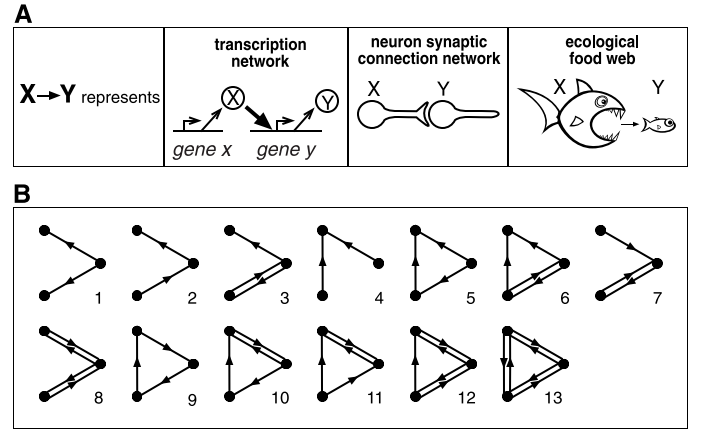 A
X→Y represents
transcription
network
X
Y
gene x gene y
neuron synaptic
connection network
X Y
ecological
food web
X Y
B
1 2 3 4 5 6 7
8 9 10 11 12 13